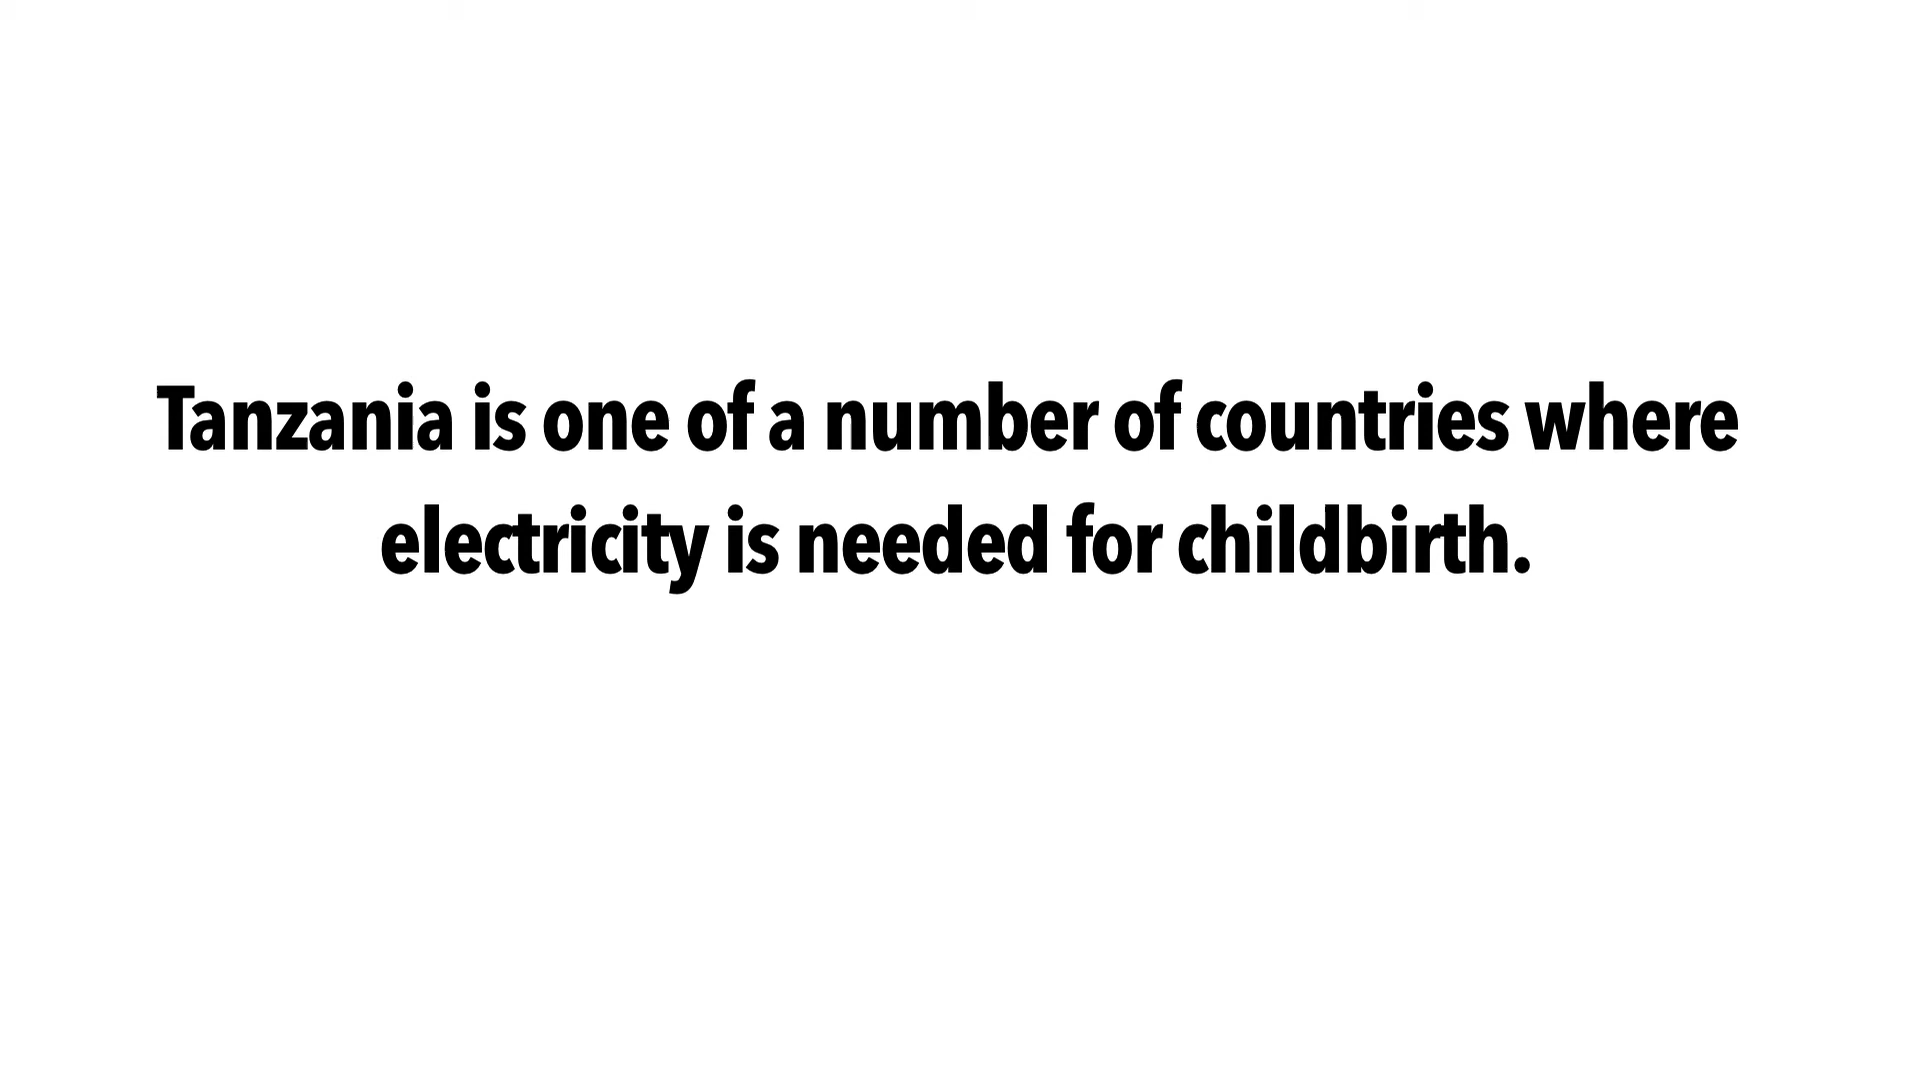 Tanzania is one of a number of countries where
electricity is needed for childbirth.